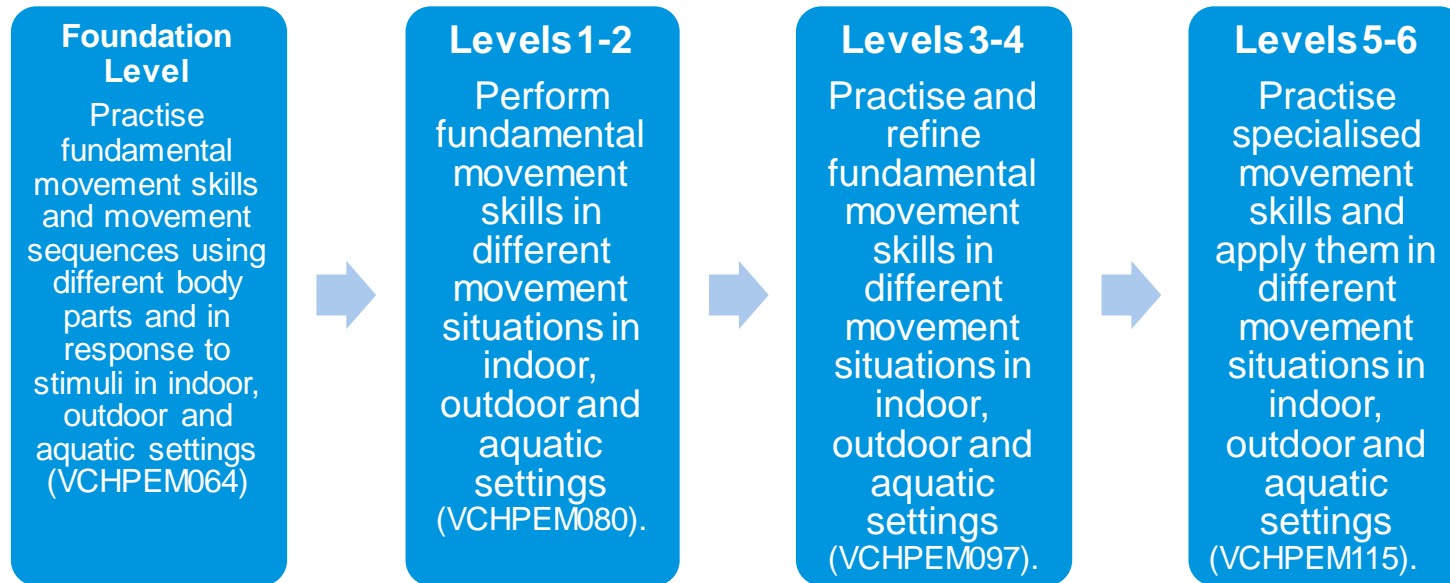 Foundation
Level
Practise
fundamental
movement skills
and movement
sequences using
different body
parts and in
response to
stimuli in indoor,
outdoor and
aquatic settings
(VCHPEM064)
Levels 1-2
Perform
fundamental
movement
skills in
different
movement
situations in
indoor,
outdoor and
aquatic
settings
(VCHPEM080).
Levels 3-4
Practise and
refine
fundamental
movement
skills in
different
movement
situations in
indoor,
outdoor and
aquatic
settings
(VCHPEM097).
Levels 5-6
Practise
specialised
movement
skills and
apply them in
different
movement
situations in
indoor,
outdoor and
aquatic
settings
(VCHPEM115).